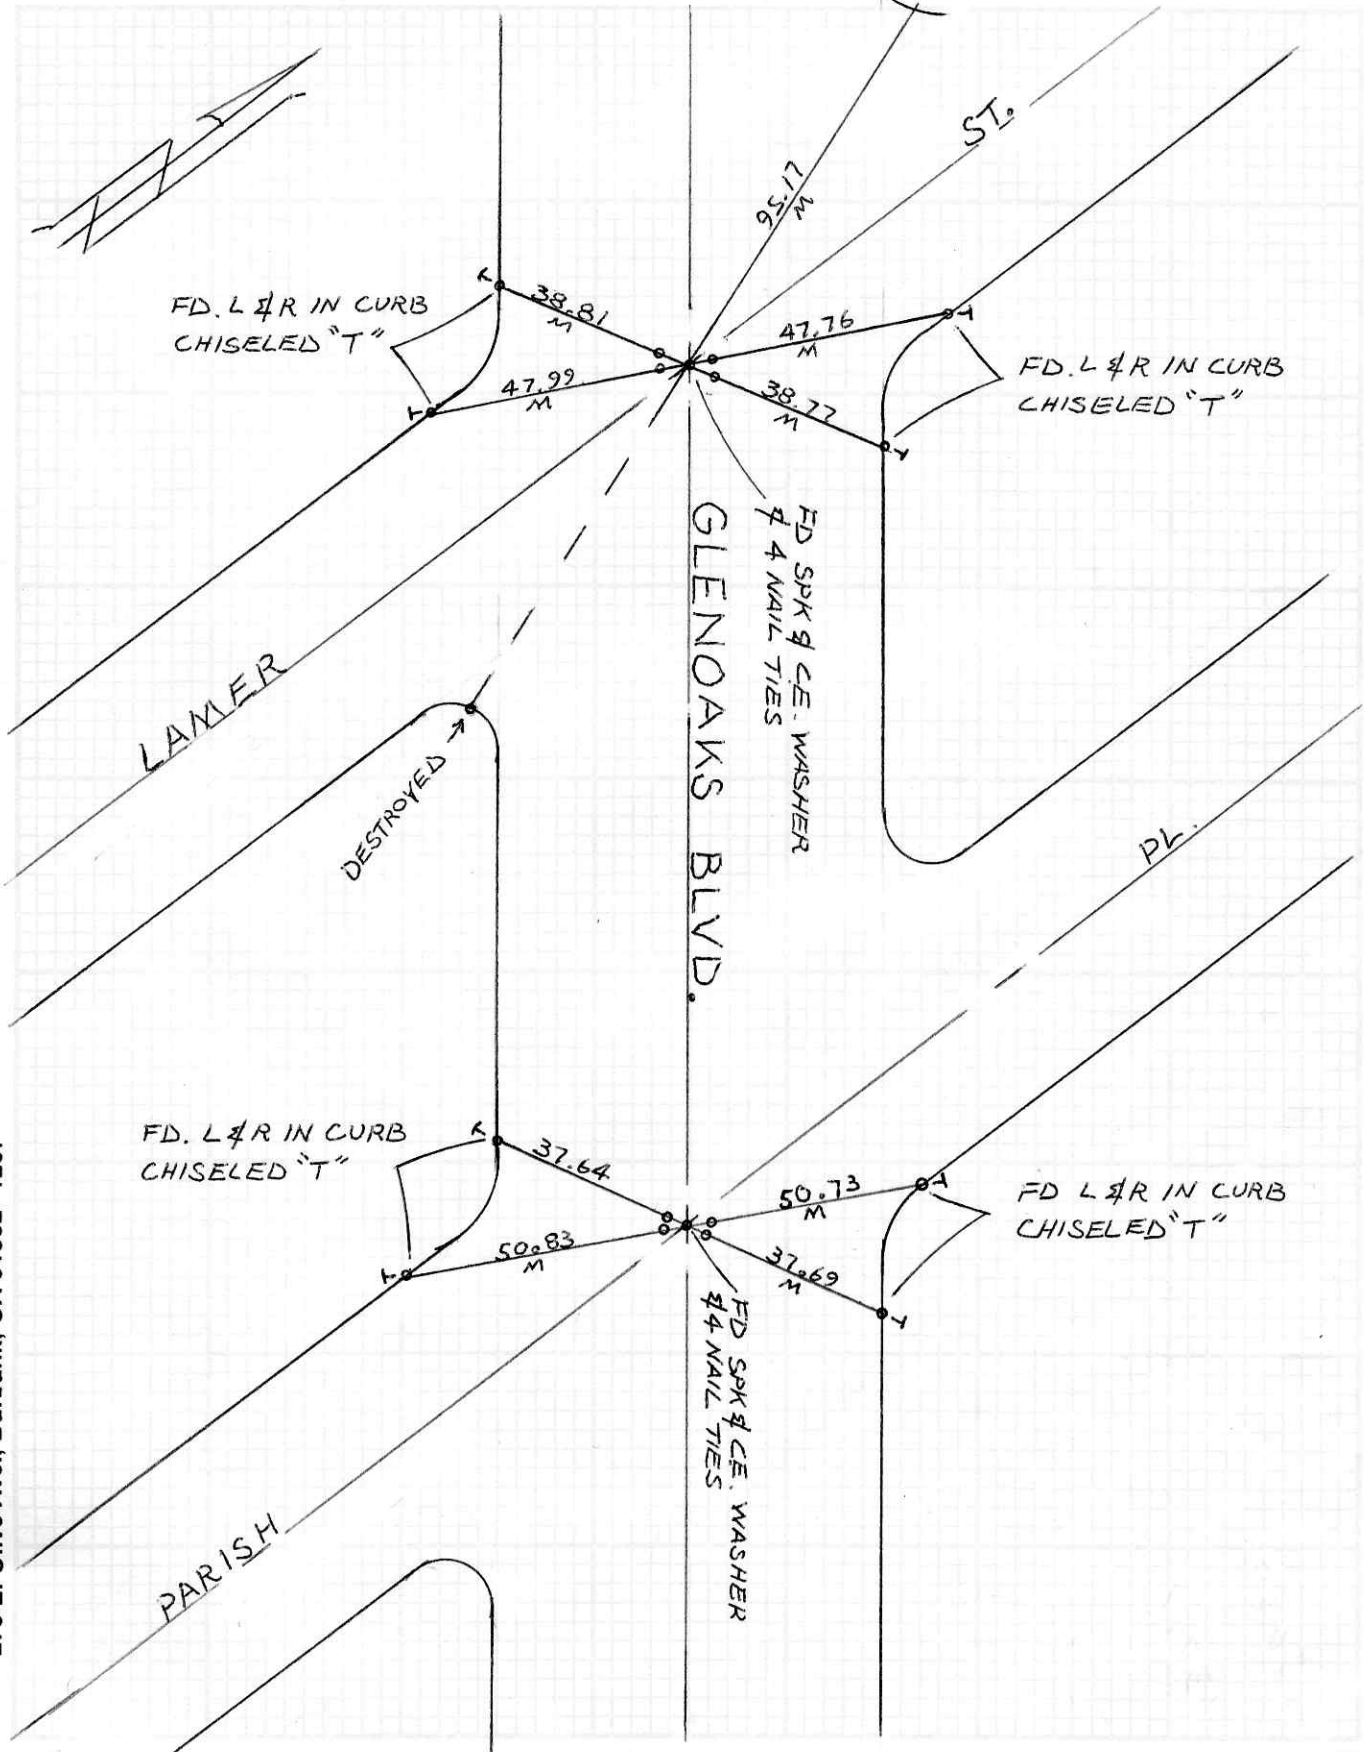 ST.
95.17
M
FD. L & R IN CURB
CHISELED "T"
38.81
M
47.76
M
47.99
M
38.77
M
FD. L & R IN CURB
CHISELED "T"
FD SPK & CE. WASHER
& 4 NAIL TIES
GLENOAKS BLVD.
LAMER
DESTROYED
PL.
FD. L & R IN CURB
CHISELED "T"
37.64
50.73
M
50.83
M
37.69
M
FD L & R IN CURB
CHISELED "T"
FD SPK & CE. WASHER
& 4 NAIL TIES
PARISH